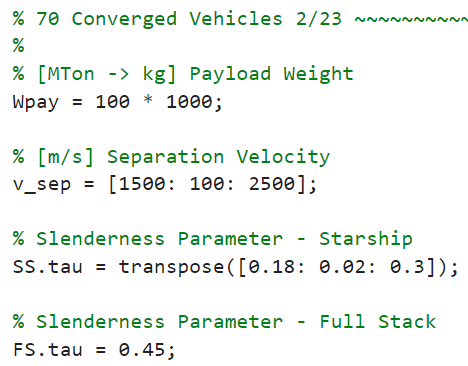 % 70 Converged Vehicles 2/23 ~~~~~~~~~~
%
% [MTon -> kg] Payload Weight
Wpay = 100 * 1000;
% [m/s] Separation Velocity
v_sep = [1500: 100: 2500];
% Slenderness Parameter - Starship
SS.tau = transpose([0.18: 0.02: 0.3]);
% Slenderness Parameter - Full Stack
FS.tau = 0.45;